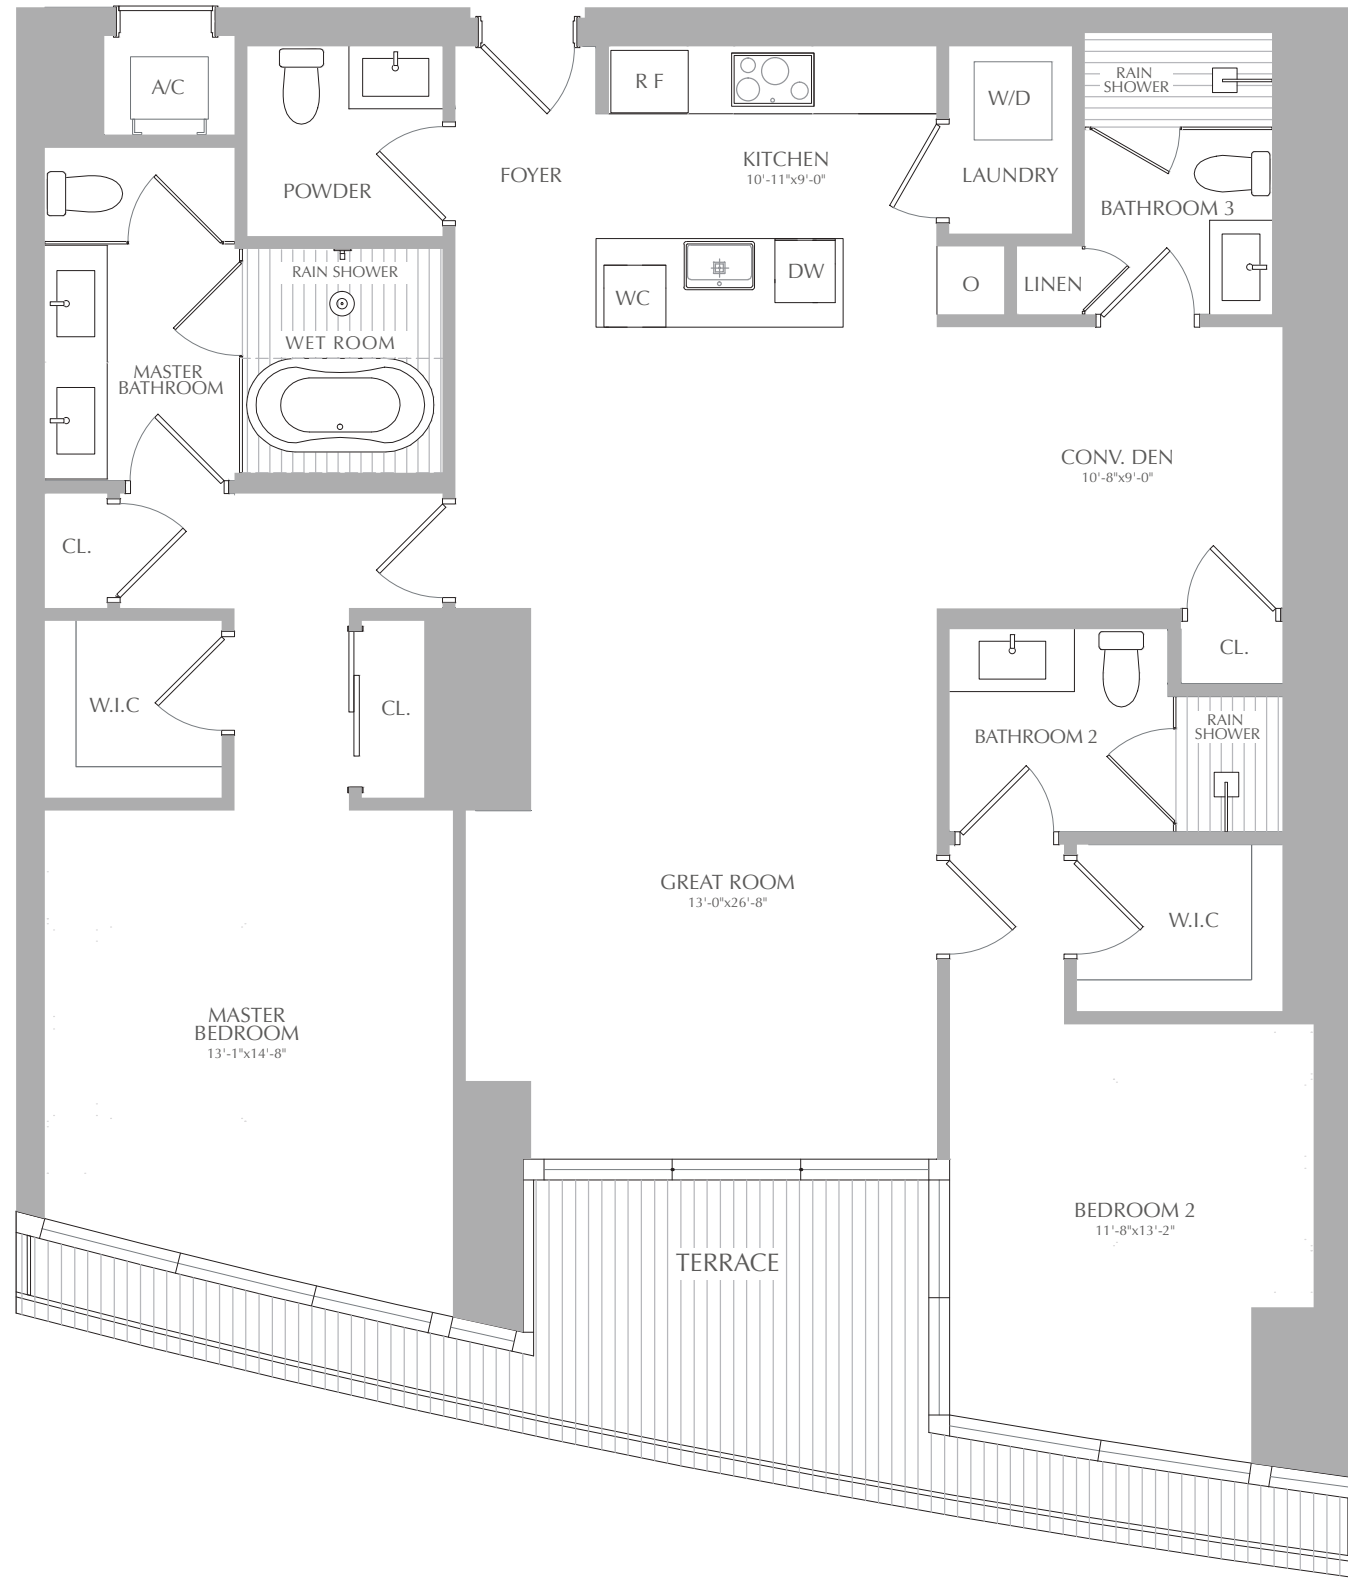 A/C
R F
W/D
RAIN
SHOWER
POWDER
FOYER
KITCHEN
10'-11"x9'-0"
LAUNDRY
BATHROOM 3
RAIN SHOWER
WET ROOM
WC
DW
O
LINEN
MASTER
BATHROOM
CONV. DEN
10'-8"x9'-0"
CL.
W.I.C
CL.
CL.
BATHROOM 2
RAIN
SHOWER
GREAT ROOM
13'-0"x26'-8"
W.I.C
MASTER
BEDROOM
13'-1"x14'-8"
BEDROOM 2
11'-8"x13'-2"
TERRACE